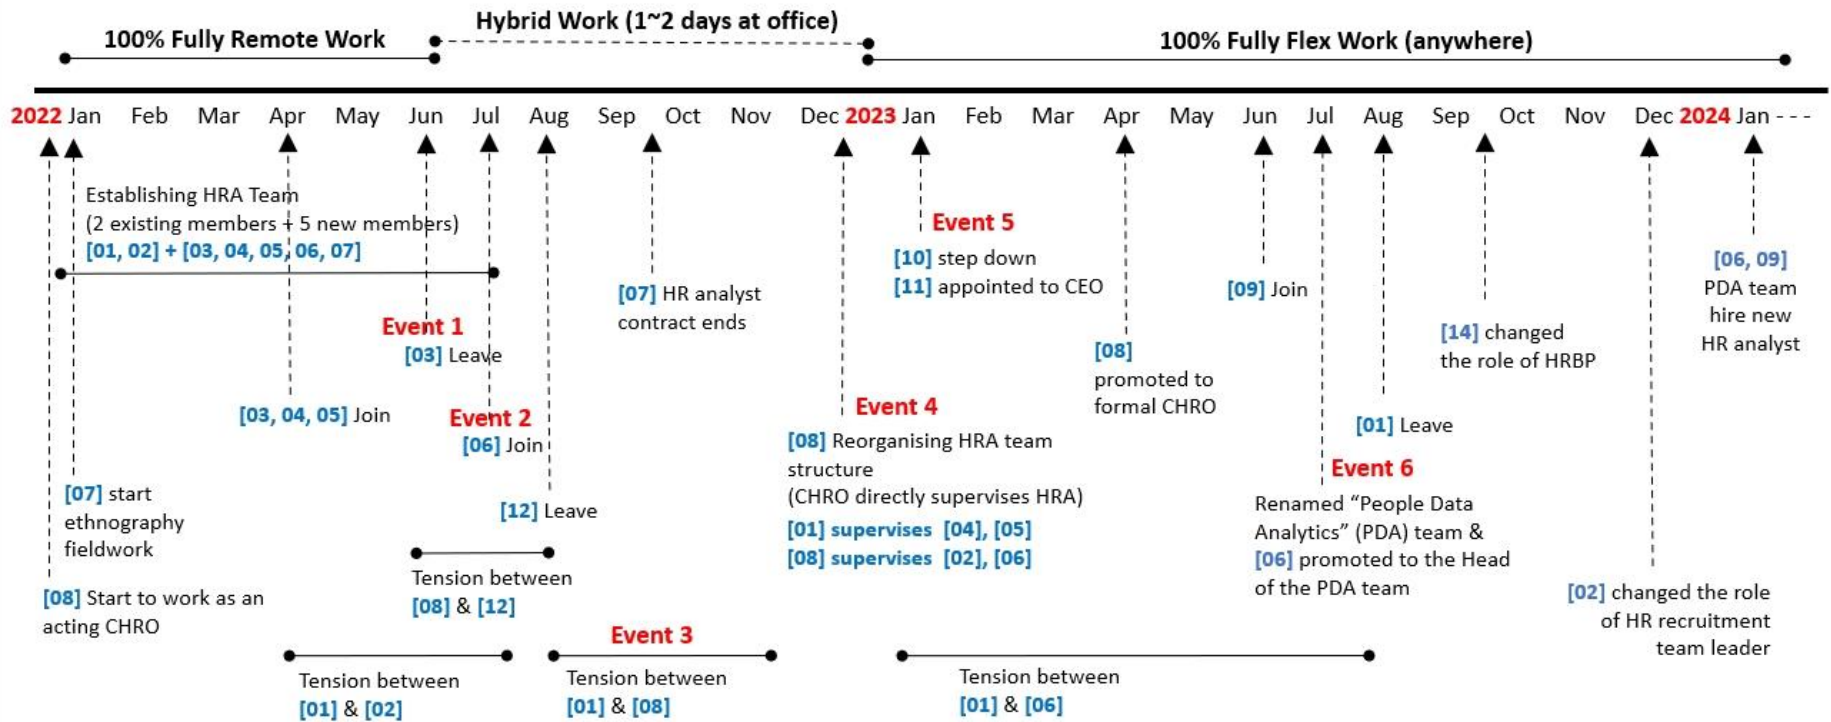 Hybrid Work (1~2 days at office)
100% Fully Remote Work
100% Fully Flex Work (anywhere)
2022 Jan Feb Mar Apr May Jun Jul Aug Sep Oct Nov Dec 2023 Jan Feb Mar Apr May Jun Jul Aug Sep Oct Nov Dec 2024 Jan - - -
Establishing HRA Team
(2 existing members + 5 new members)
[01, 02] + [03, 04, 05, 06, 07]
Event 1
[03] Leave
[03, 04, 05] Join
Event 2
[06] Join
[07] start
ethnography
fieldwork
[12] Leave
[08] Start to work as an
acting CHRO
Tension between
[08] & [12]
Tension between
[01] & [02]
[07] HR analyst
contract ends
Event 3
Tension between
[01] & [08]
Event 5
[10] step down
[11] appointed to CEO
Event 4
[08] Reorganising HRA team
structure
(CHRO directly supervises HRA)
[01] supervises [04], [05]
[08] supervises [02], [06]
[08]
promoted to
formal CHRO
Tension between
[01] & [06]
[09] Join
[01] Leave
Event 6
Renamed “People Data
Analytics” (PDA) team &
[06] promoted to the Head
of the PDA team
[14] changed
the role of HRBP
[02] changed the role
of HR recruitment
team leader
[06, 09]
PDA team
hire new
HR analyst